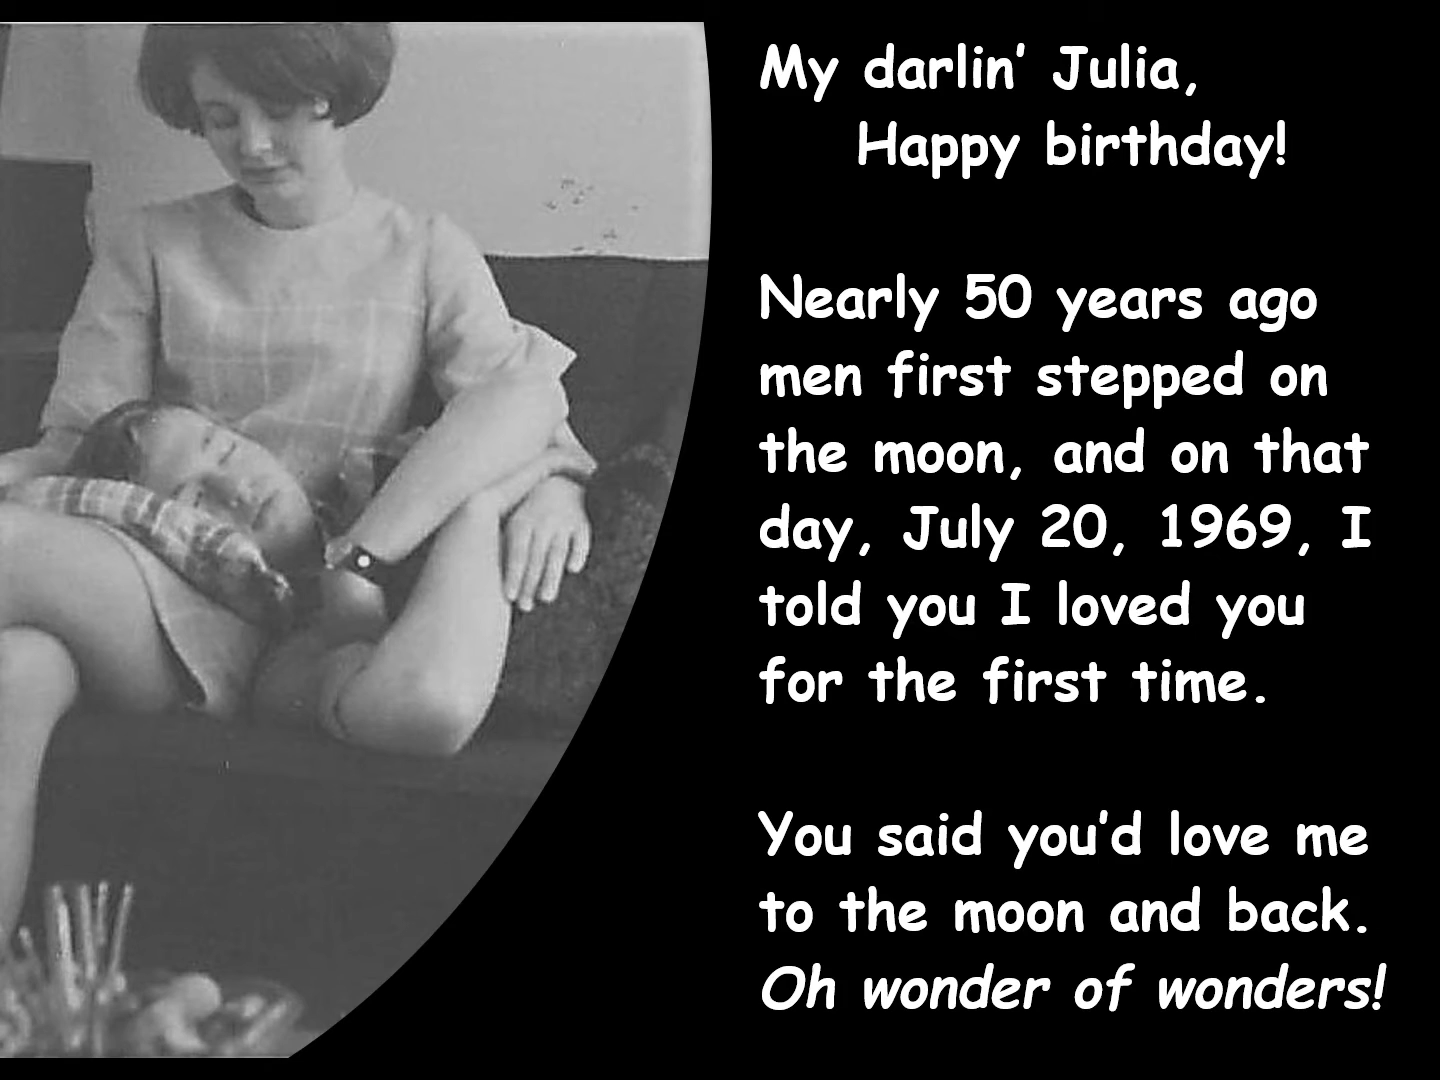 My darlin’ Julia,
Happy birthday!
Nearly 50 years ago
men first stepped on
the moon, and on that
day, July 20, 1969, I
told you I loved you
for the first time.
You said you’d love me
to the moon and back.
Oh wonder of wonders!